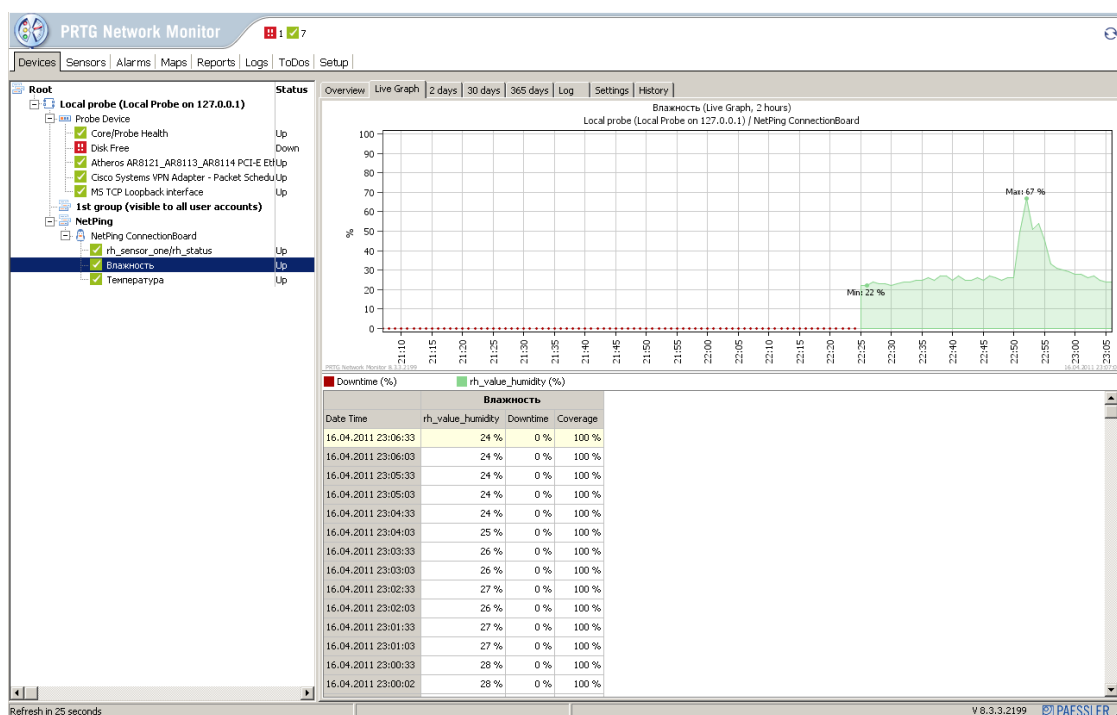 PRTG Network Monitor
1 7
Devices Sensors Alarms Maps Reports Logs ToDos Setup
Root Status
Local probe (Local Probe on 127.0.0.1)
Probe Device
Core/Probe Health Up
Disk Free Down
Atheros AR8121_AR8113_AR8114 PCI-E Et Up
Cisco Systems VPN Adapter - Packet Schedu Up
MS TCP Loopback interface Up
1st group (visible to all user accounts)
NetPing
NetPing ConnectionBoard
rh_sensor_one/rh_status Up
Влажность Up
Температура Up
Overview Live Graph 2 days 30 days 365 days Log Settings History
Влажность (Live Graph, 2 hours)
Local probe (Local Probe on 127.0.0.1) / NetPing ConnectionBoard
100
90
80
70
60
50
40
30
20
10
0
%
Max: 67 %
Min: 22 %
21:10 21:15 21:20 21:25 21:30 21:35 21:40 21:45 21:50 21:55 22:00 22:05 22:10 22:15 22:20 22:25 22:30 22:35 22:40 22:45 22:50 22:55 23:00 23:05
PRTG Network Monitor 8.3.3.2199
Downtime (%) rh_value_humidity (%)
Влажность
Date Time rh_value_humidity Downtime Coverage
16.04.2011 23:06:33 24 % 0 % 100 %
16.04.2011 23:06:03 24 % 0 % 100 %
16.04.2011 23:05:33 24 % 0 % 100 %
16.04.2011 23:05:03 24 % 0 % 100 %
16.04.2011 23:04:33 24 % 0 % 100 %
16.04.2011 23:04:03 25 % 0 % 100 %
16.04.2011 23:03:33 26 % 0 % 100 %
16.04.2011 23:03:03 26 % 0 % 100 %
16.04.2011 23:02:33 27 % 0 % 100 %
16.04.2011 23:02:03 26 % 0 % 100 %
16.04.2011 23:01:33 27 % 0 % 100 %
16.04.2011 23:01:03 27 % 0 % 100 %
16.04.2011 23:00:33 28 % 0 % 100 %
16.04.2011 23:00:02 28 % 0 % 100 %
Refresh in 25 seconds V 8.3.3.2199 PAESSLER